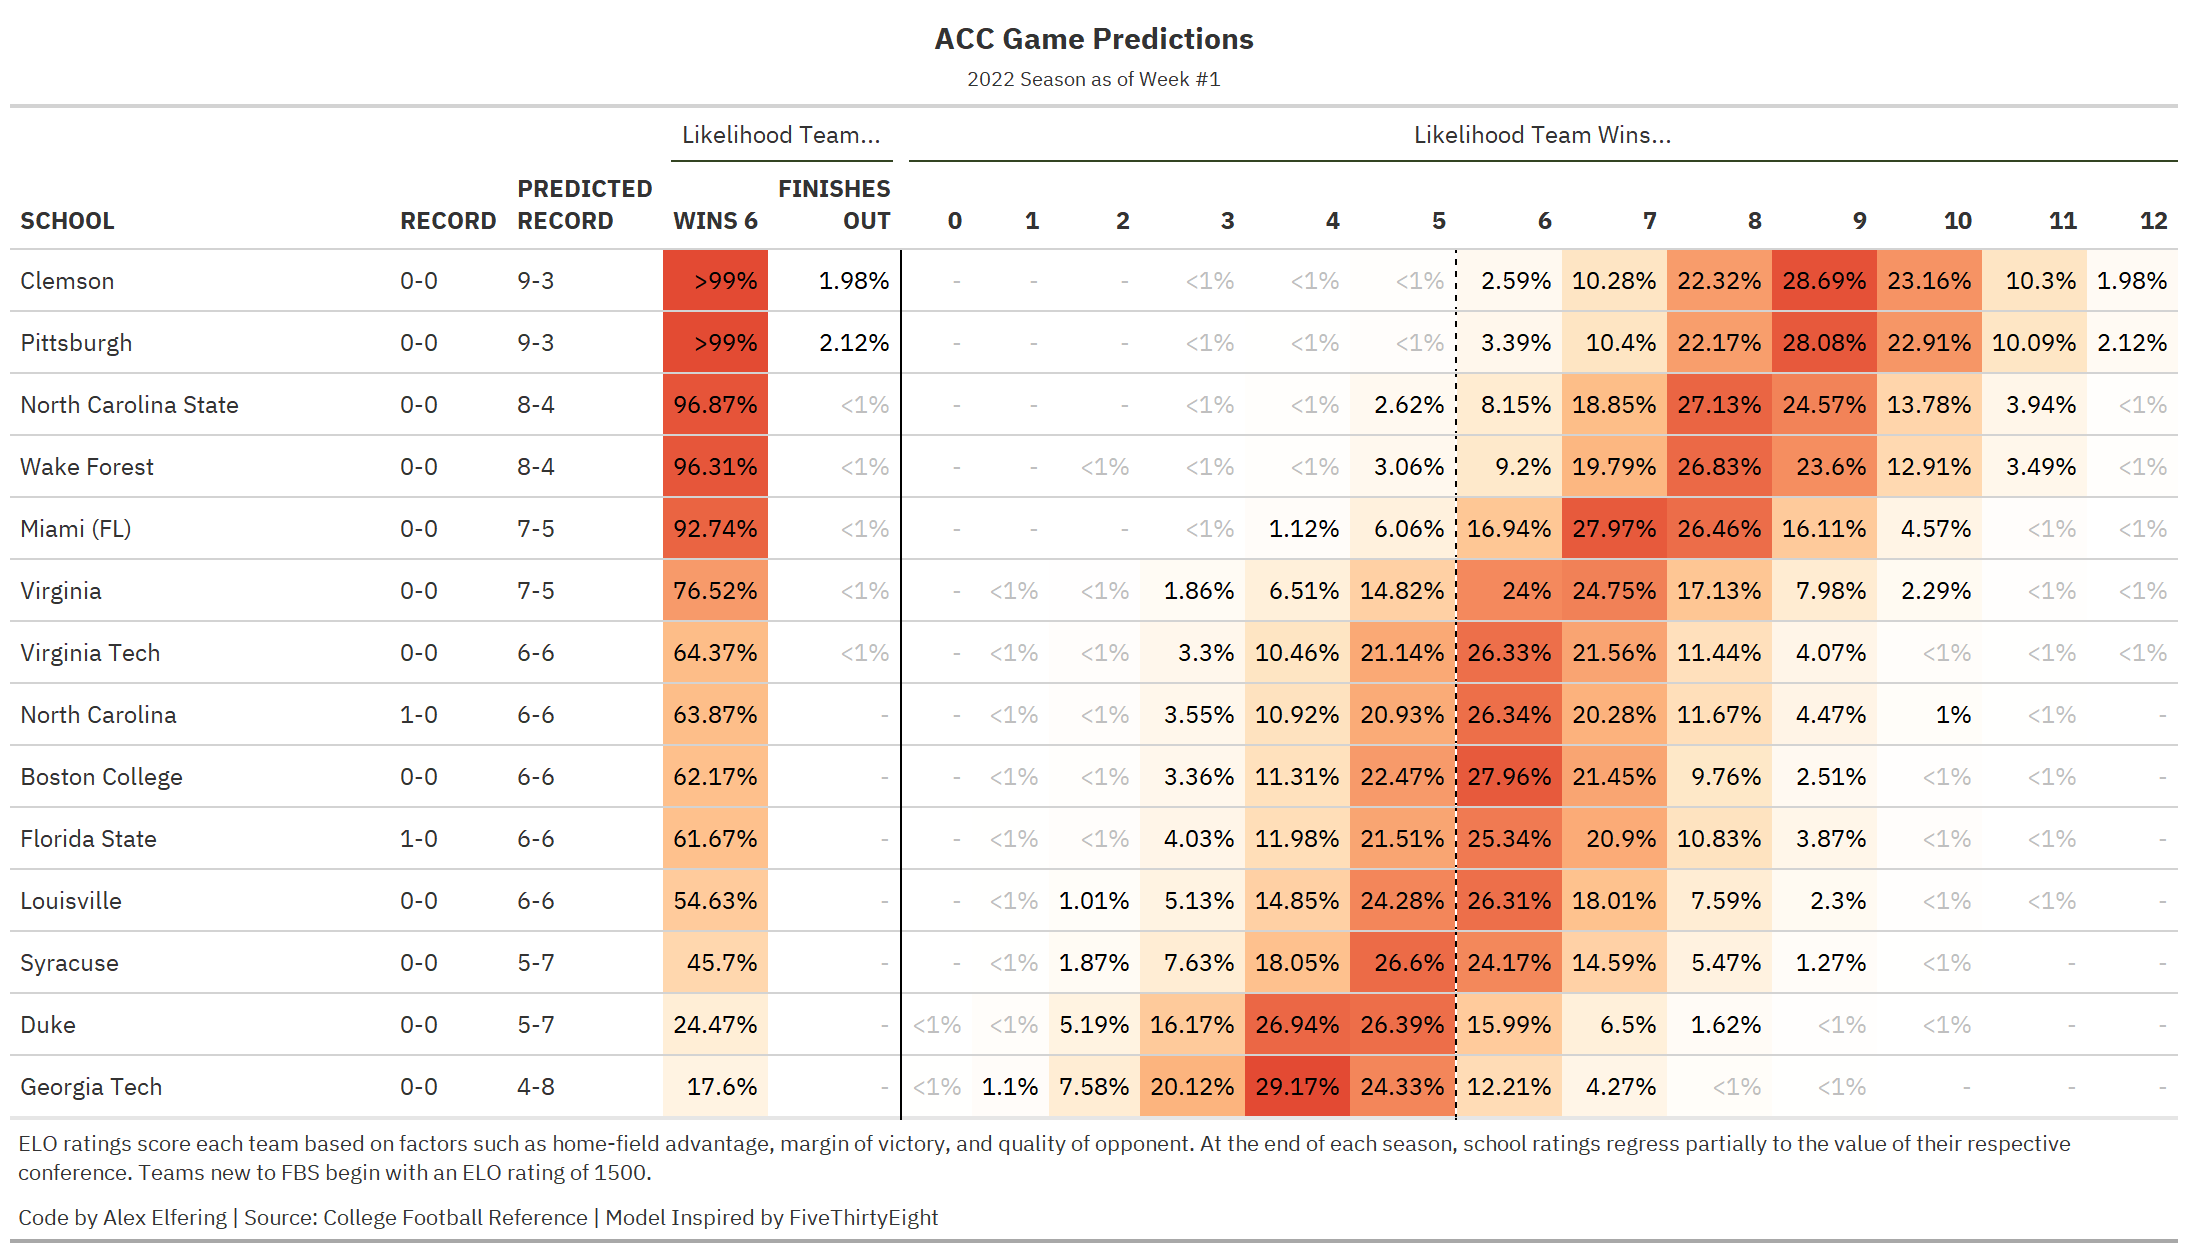 ACC Game Predictions
2022 Season as of Week #1
Likelihood Team... Likelihood Team Wins...
SCHOOL RECORD PREDICTED RECORD WINS 6 FINISHES OUT 0 1 2 3 4 5 6 7 8 9 10 11 12
Clemson 0-0 9-3 >99% 1.98% - - - <1% <1% <1% 2.59% 10.28% 22.32% 28.69% 23.16% 10.3% 1.98%
Pittsburgh 0-0 9-3 >99% 2.12% - - - <1% <1% <1% 3.39% 10.4% 22.17% 28.08% 22.91% 10.09% 2.12%
North Carolina State 0-0 8-4 96.87% <1% - - - <1% <1% 2.62% 8.15% 18.85% 27.13% 24.57% 13.78% 3.94% <1%
Wake Forest 0-0 8-4 96.31% <1% - - <1% <1% <1% 3.06% 9.2% 19.79% 26.83% 23.6% 12.91% 3.49% <1%
Miami (FL) 0-0 7-5 92.74% <1% - - - <1% 1.12% 6.06% 16.94% 27.97% 26.46% 16.11% 4.57% <1% <1%
Virginia 0-0 7-5 76.52% <1% - <1% <1% 1.86% 6.51% 14.82% 24% 24.75% 17.13% 7.98% 2.29% <1% <1%
Virginia Tech 0-0 6-6 64.37% <1% - <1% <1% 3.3% 10.46% 21.14% 26.33% 21.56% 11.44% 4.07% <1% <1% <1%
North Carolina 1-0 6-6 63.87% - - <1% <1% 3.55% 10.92% 20.93% 26.34% 20.28% 11.67% 4.47% 1% <1% -
Boston College 0-0 6-6 62.17% - - <1% <1% 3.36% 11.31% 22.47% 27.96% 21.45% 9.76% 2.51% <1% <1% -
Florida State 1-0 6-6 61.67% - - <1% <1% 4.03% 11.98% 21.51% 25.34% 20.9% 10.83% 3.87% <1% <1% -
Louisville 0-0 6-6 54.63% - - <1% 1.01% 5.13% 14.85% 24.28% 26.31% 18.01% 7.59% 2.3% <1% <1% -
Syracuse 0-0 5-7 45.7% - - <1% 1.87% 7.63% 18.05% 26.6% 24.17% 14.59% 5.47% 1.27% <1% - -
Duke 0-0 5-7 24.47% - <1% <1% 5.19% 16.17% 26.94% 26.39% 15.99% 6.5% 1.62% <1% <1% - -
Georgia Tech 0-0 4-8 17.6% - <1% 1.1% 7.58% 20.12% 29.17% 24.33% 12.21% 4.27% <1% <1% - - -
ELO ratings score each team based on factors such as home-field advantage, margin of victory, and quality of opponent. At the end of each season, school ratings regress partially to the value of their respective
conference. Teams new to FBS begin with an ELO rating of 1500.
Code by Alex Elfering | Source: College Football Reference | Model Inspired by FiveThirtyEight